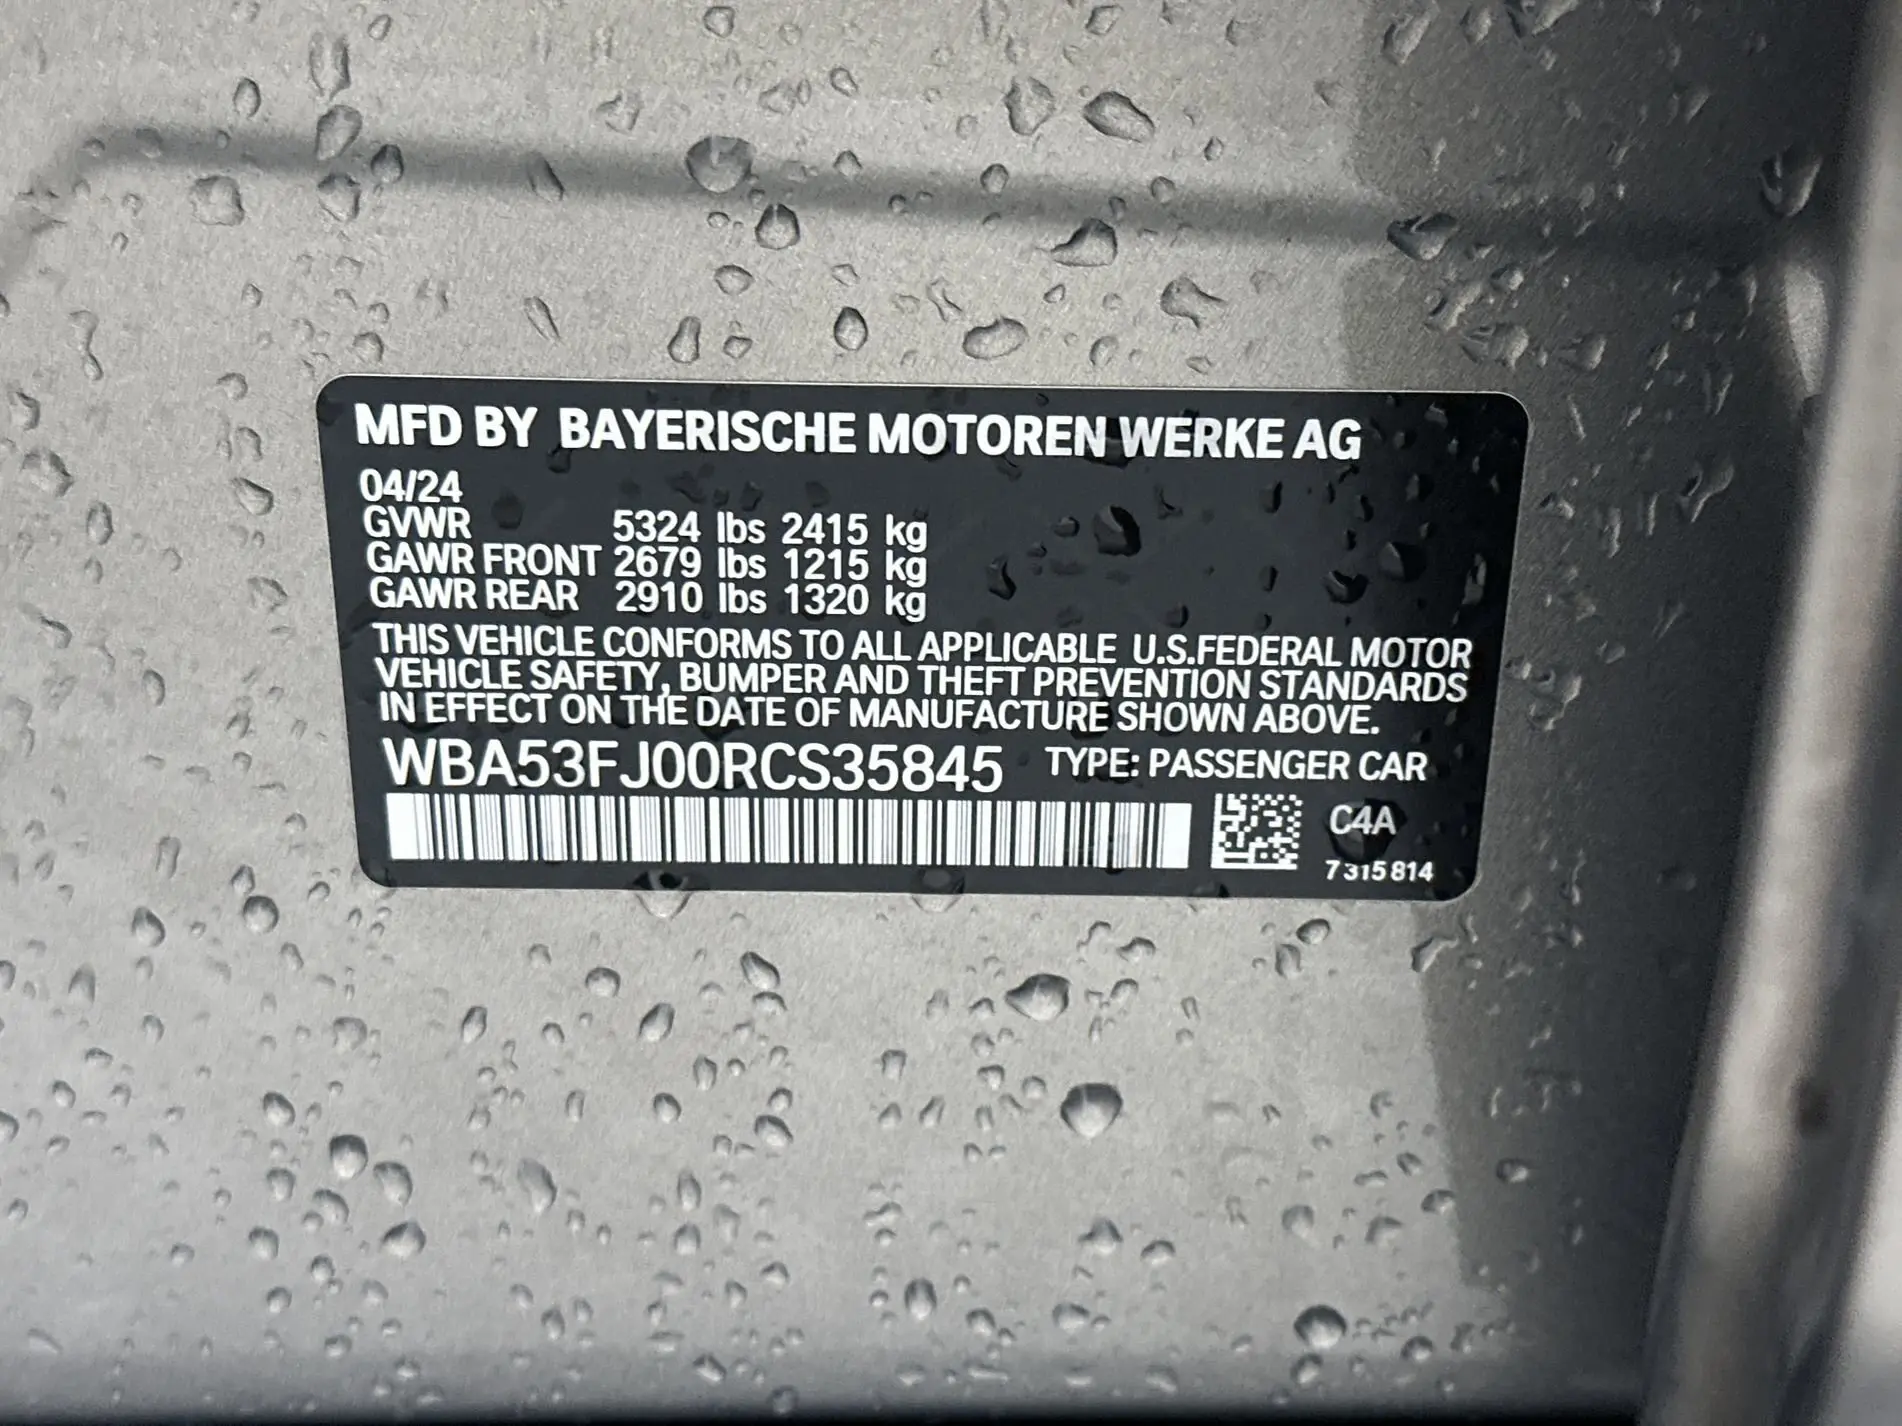 MFD BY BAYERISCHE MOTOREN WERKE AG
04/24
GVWR 5324 lbs 2415 kg
GAWR FRONT 2679 lbs 1215 kg
GAWR REAR 2910 lbs 1320 kg
THIS VEHICLE CONFORMS TO ALL APPLICABLE U.S.FEDERAL MOTOR
VEHICLE SAFETY, BUMPER AND THEFT PREVENTION STANDARDS
IN EFFECT ON THE DATE OF MANUFACTURE SHOWN ABOVE.
WBA53FJ00RCS35845 TYPE: PASSENGER CAR
C4A
7315814